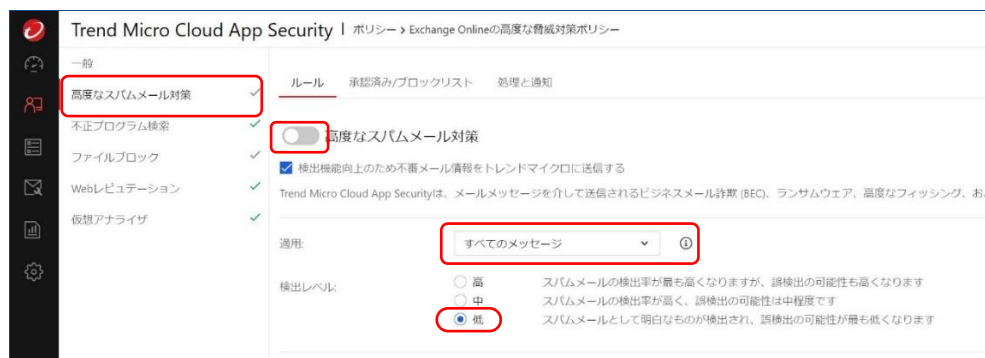 Trend Micro Cloud App Security | ポリシー > Exchange Onlineの高度な脅威対策ポリシー
一般
高度なスパムメール対策
不正プログラム検索
ファイルブロック
Webレピュテーション
仮想アナライザ
ルール 承認済み/ブロックリスト 処理と通知
高度なスパムメール対策
検出機能向上のため不審メール情報をトレンドマイクロに送信する
Trend Micro Cloud App Securityは、メールメッセージを介して送信されるビジネスメール詐欺 (BEC)、ランサムウェア、高度なフィッシング、お
適用: すべてのメッセージ
検出レベル: 高 スパムメールの検出率が最も高くなりますが、誤検出の可能性も高くなります
中 スパムメールの検出率が高く、誤検出の可能性は中程度です
低 スパムメールとして明白なものが検出され、誤検出の可能性が最も低くなります